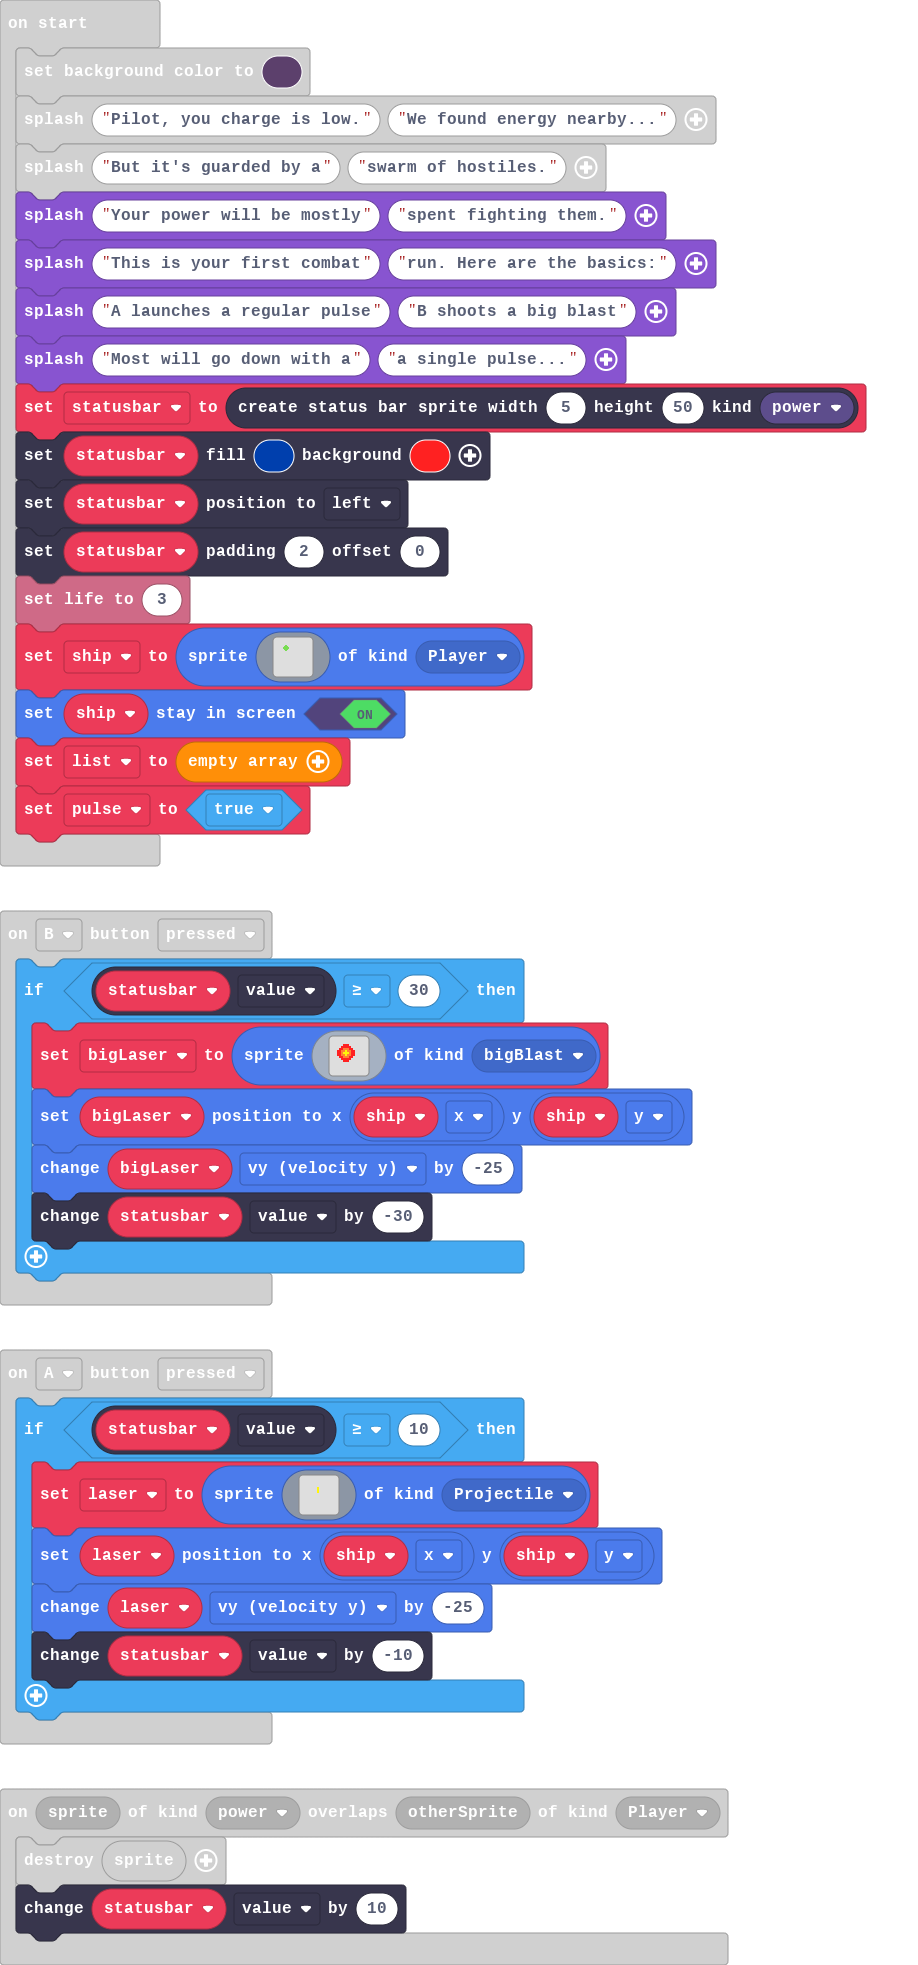 on start
set background color to
splash "Pilot, you charge is low." "We found energy nearby..."
splash "But it's guarded by a" "swarm of hostiles."
splash "Your power will be mostly" "spent fighting them."
splash "This is your first combat" "run. Here are the basics:"
splash "A launches a regular pulse" "B shoots a big blast"
splash "Most will go down with a" "a single pulse..."
set statusbar to create status bar sprite width 5 height 50 kind power
set statusbar fill background
set statusbar position to left
set statusbar padding 2 offset 0
set life to 3
set ship to sprite of kind Player
set ship stay in screen ON
set list to empty array
set pulse to true
on B button pressed
if statusbar value ≥ 30 then
set bigLaser to sprite of kind bigBlast
set bigLaser position to x ship x y ship y
change bigLaser vy (velocity y) by -25
change statusbar value by -30
on A button pressed
if statusbar value ≥ 10 then
set laser to sprite of kind Projectile
set laser position to x ship x y ship y
change laser vy (velocity y) by -25
change statusbar value by -10
on sprite of kind power overlaps otherSprite of kind Player
destroy sprite
change statusbar value by 10